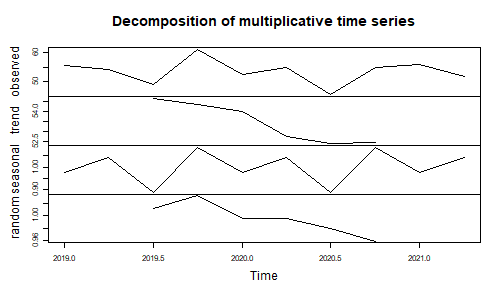 Decomposition of multiplicative time series
observed
60
50
trend
54.0
52.5
seasonal
1.00
0.90
random
1.00
0.96
2019.0 2019.5 2020.0 2020.5 2021.0
Time